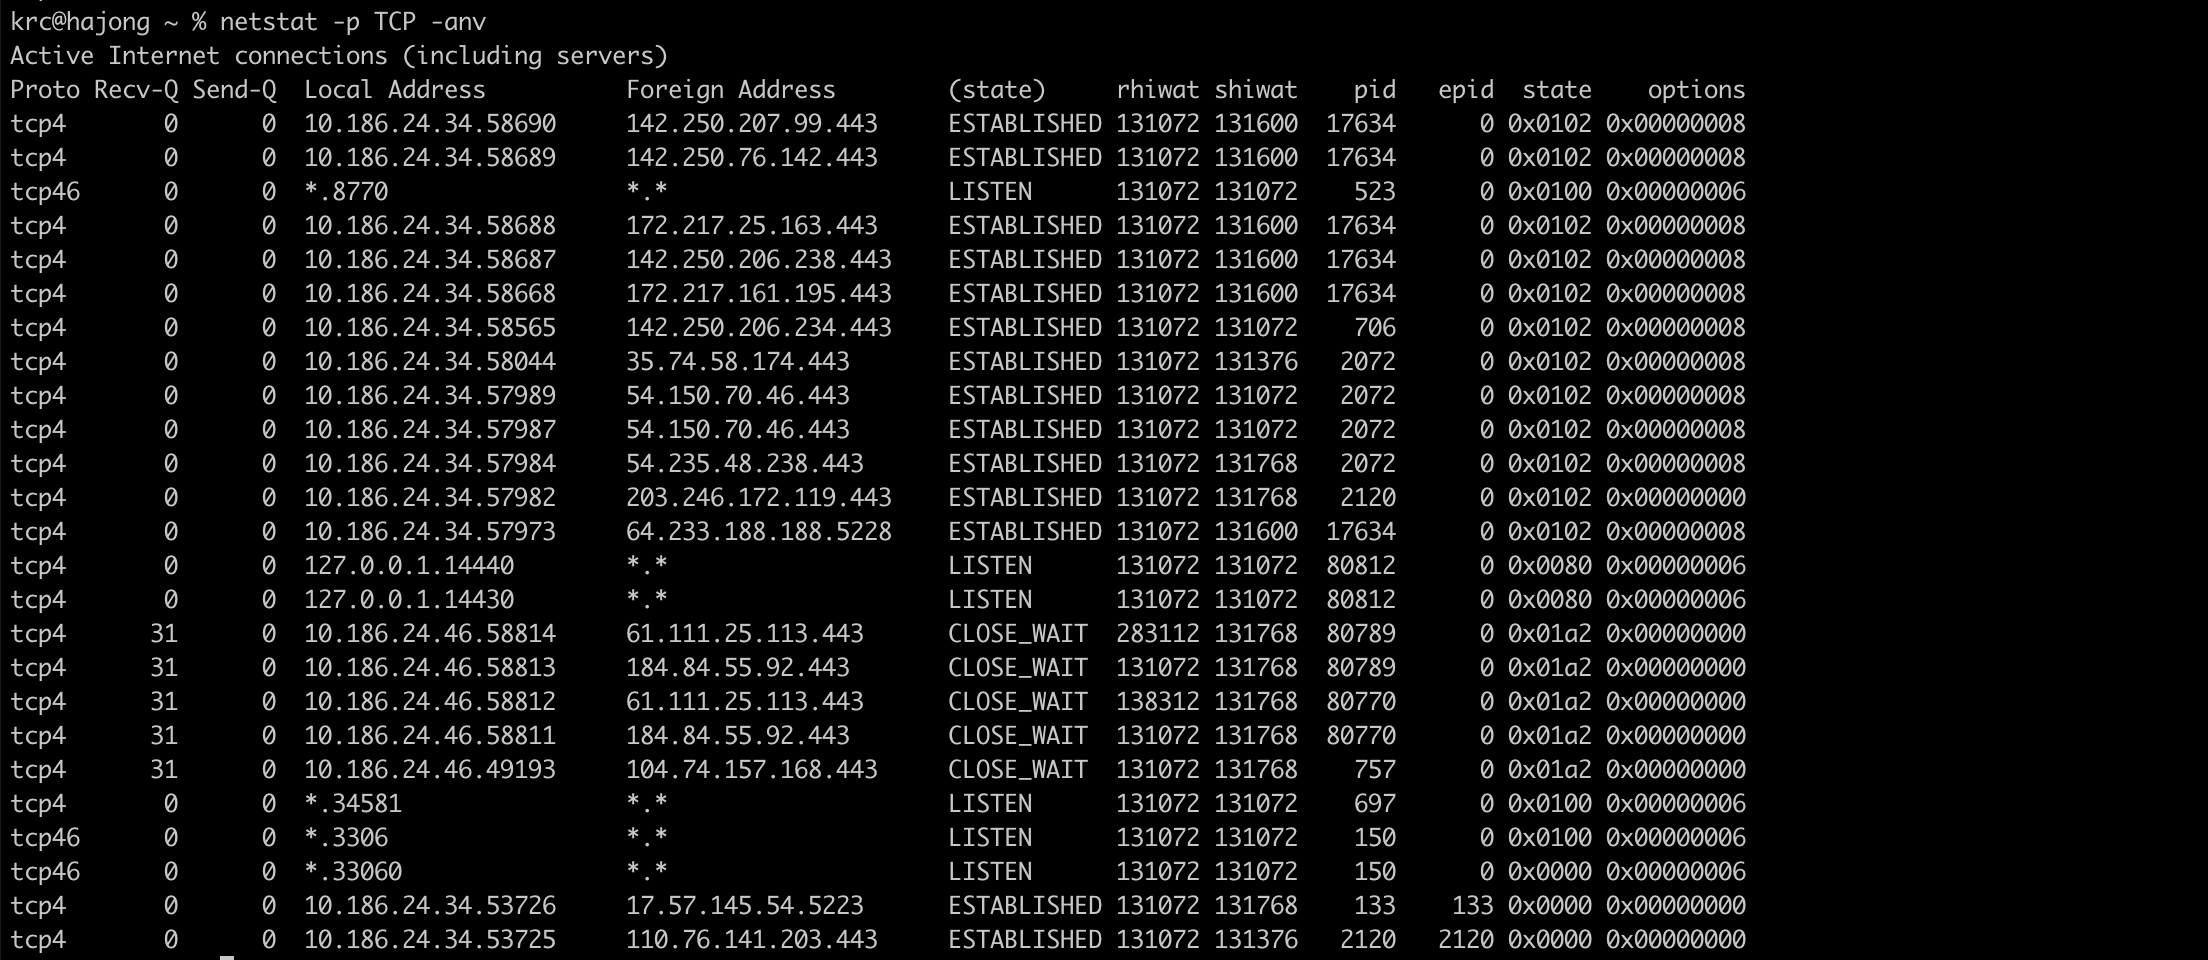 krc@hajong ~ % netstat -p TCP -anv
Active Internet connections (including servers)
Proto Recv-Q Send-Q  Local Address          Foreign Address        (state)     rhiwat shiwat    pid   epid  state    options
tcp4       0      0  10.186.24.34.58690     142.250.207.99.443     ESTABLISHED 131072 131600  17634      0 0x0102 0x00000008
tcp4       0      0  10.186.24.34.58689     142.250.76.142.443     ESTABLISHED 131072 131600  17634      0 0x0102 0x00000008
tcp46      0      0  *.8770                 *.*                    LISTEN      131072 131072    523      0 0x0100 0x00000006
tcp4       0      0  10.186.24.34.58688     172.217.25.163.443     ESTABLISHED 131072 131600  17634      0 0x0102 0x00000008
tcp4       0      0  10.186.24.34.58687     142.250.206.238.443    ESTABLISHED 131072 131600  17634      0 0x0102 0x00000008
tcp4       0      0  10.186.24.34.58668     172.217.161.195.443    ESTABLISHED 131072 131600  17634      0 0x0102 0x00000008
tcp4       0      0  10.186.24.34.58565     142.250.206.234.443    ESTABLISHED 131072 131072    706      0 0x0102 0x00000008
tcp4       0      0  10.186.24.34.58044     35.74.58.174.443       ESTABLISHED 131072 131376   2072      0 0x0102 0x00000008
tcp4       0      0  10.186.24.34.57989     54.150.70.46.443       ESTABLISHED 131072 131072   2072      0 0x0102 0x00000008
tcp4       0      0  10.186.24.34.57987     54.150.70.46.443       ESTABLISHED 131072 131072   2072      0 0x0102 0x00000008
tcp4       0      0  10.186.24.34.57984     54.235.48.238.443      ESTABLISHED 131072 131768   2072      0 0x0102 0x00000008
tcp4       0      0  10.186.24.34.57982     203.246.172.119.443    ESTABLISHED 131072 131768   2120      0 0x0102 0x00000000
tcp4       0      0  10.186.24.34.57973     64.233.188.188.5228    ESTABLISHED 131072 131600  17634      0 0x0102 0x00000008
tcp4       0      0  127.0.0.1.14440        *.*                    LISTEN      131072 131072  80812      0 0x0080 0x00000006
tcp4       0      0  127.0.0.1.14430        *.*                    LISTEN      131072 131072  80812      0 0x0080 0x00000006
tcp4      31      0  10.186.24.46.58814     61.111.25.113.443      CLOSE_WAIT  283112 131768  80789      0 0x01a2 0x00000000
tcp4      31      0  10.186.24.46.58813     184.84.55.92.443       CLOSE_WAIT  131072 131768  80789      0 0x01a2 0x00000000
tcp4      31      0  10.186.24.46.58812     61.111.25.113.443      CLOSE_WAIT  138312 131768  80770      0 0x01a2 0x00000000
tcp4      31      0  10.186.24.46.58811     184.84.55.92.443       CLOSE_WAIT  131072 131768  80770      0 0x01a2 0x00000000
tcp4      31      0  10.186.24.46.49193     104.74.157.168.443     CLOSE_WAIT  131072 131768    757      0 0x01a2 0x00000000
tcp4       0      0  *.34581                *.*                    LISTEN      131072 131072    697      0 0x0100 0x00000006
tcp46      0      0  *.3306                 *.*                    LISTEN      131072 131072    150      0 0x0100 0x00000006
tcp46      0      0  *.33060                *.*                    LISTEN      131072 131072    150      0 0x0000 0x00000006
tcp4       0      0  10.186.24.34.53726     17.57.145.54.5223      ESTABLISHED 131072 131768    133    133 0x0000 0x00000000
tcp4       0      0  10.186.24.34.53725     110.76.141.203.443     ESTABLISHED 131072 131376   2120   2120 0x0000 0x00000000